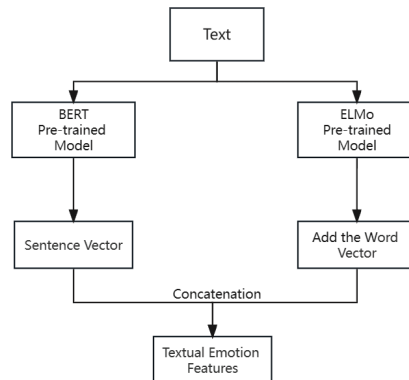 Text
BERT
Pre-trained
Model
ELMo
Pre-trained
Model
Sentence Vector
Add the Word
Vector
Concatenation
Textual Emotion
Features